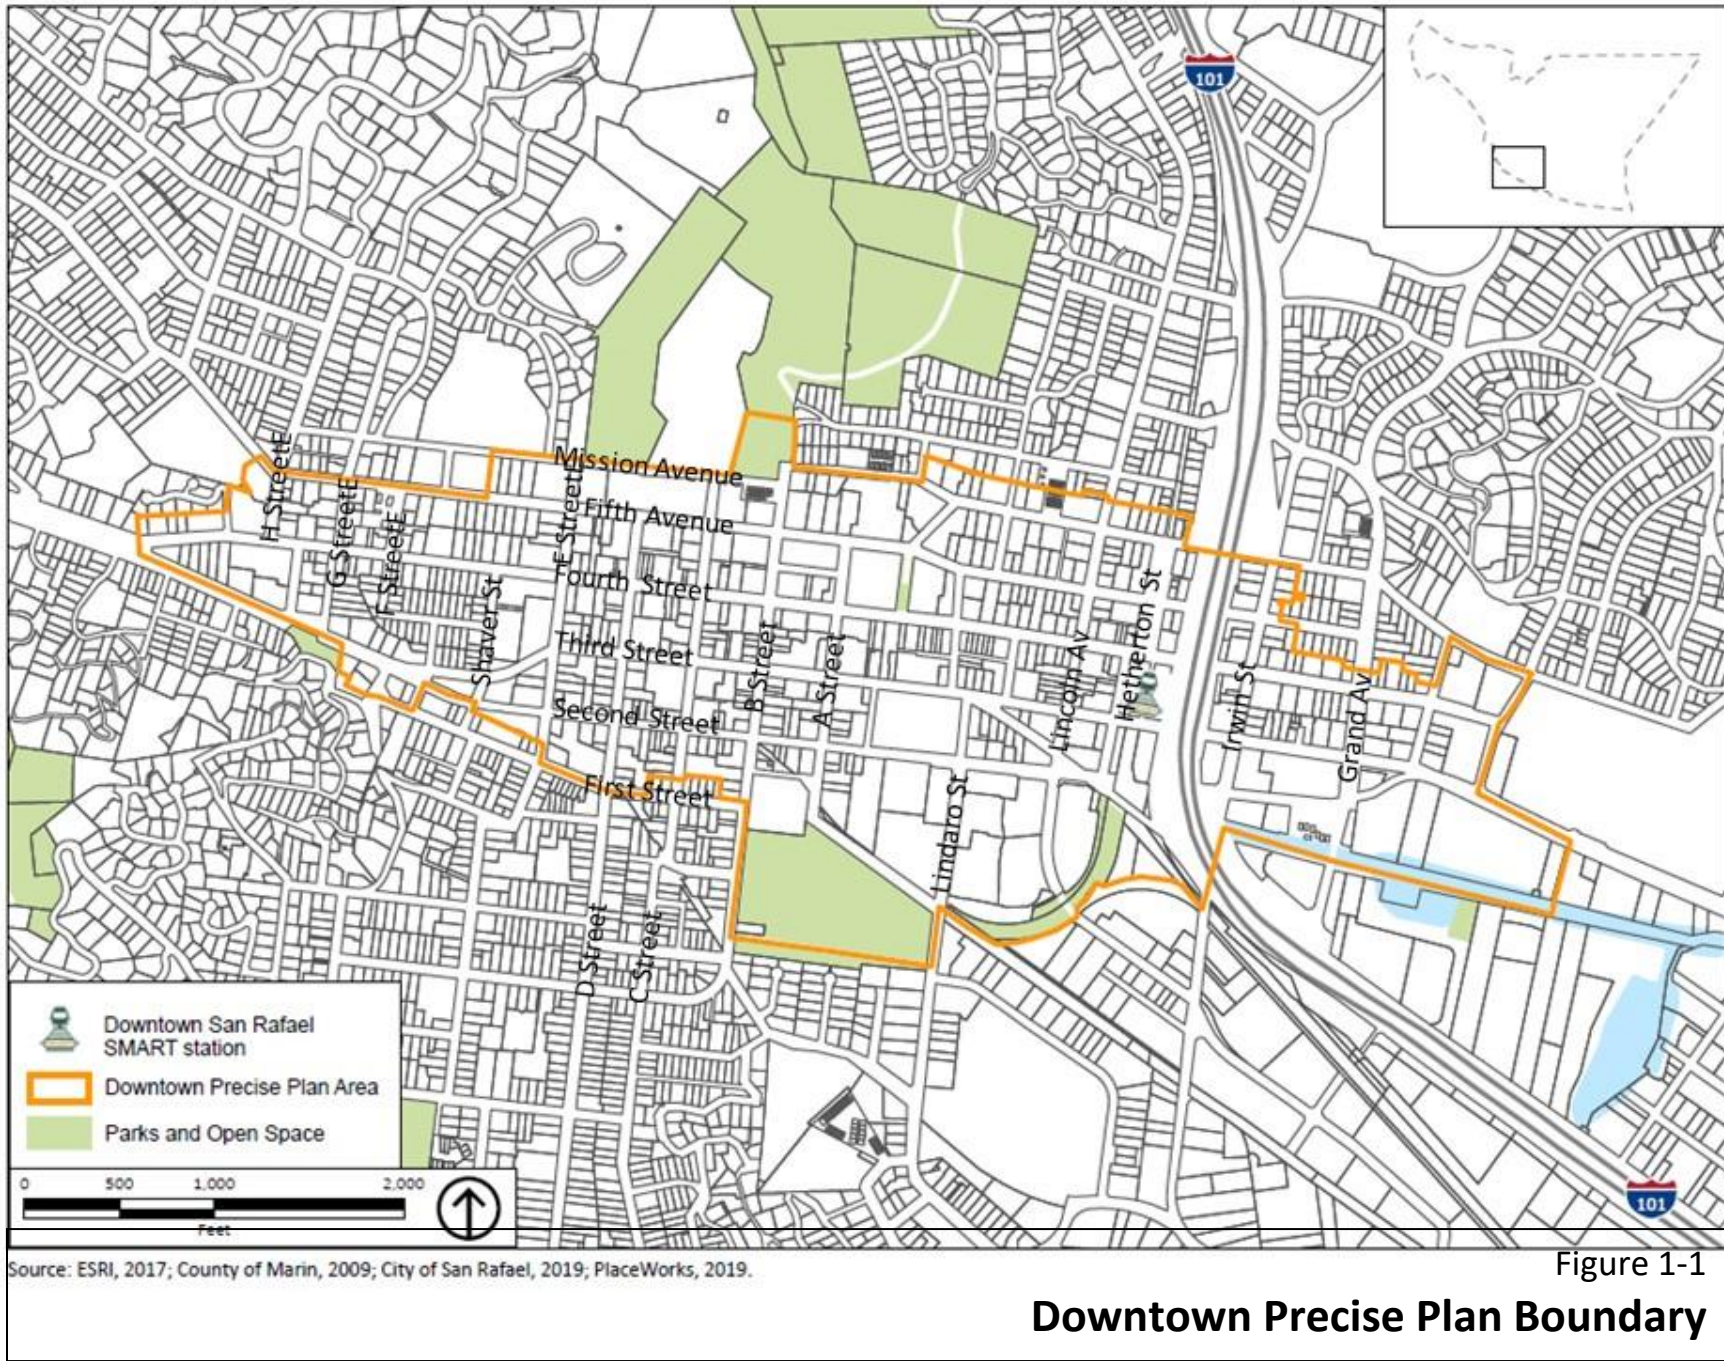 101
Mission Avenue
H StreetE
G StreetE
F StreetE
E Street
Fifth Avenue
Fourth Street
Shaver St
Third Street
B Street
A Street
Second Street
Lincoln Av
Hetherton St
Irwin St
Grand Av
First Street
Lindaro St
D Street
C Street
Downtown San Rafael
SMART station
Downtown Precise Plan Area
Parks and Open Space
0 500 1,000 2,000
Feet
101
Source: ESRI, 2017; County of Marin, 2009; City of San Rafael, 2019; PlaceWorks, 2019.
Figure 1-1
Downtown Precise Plan Boundary